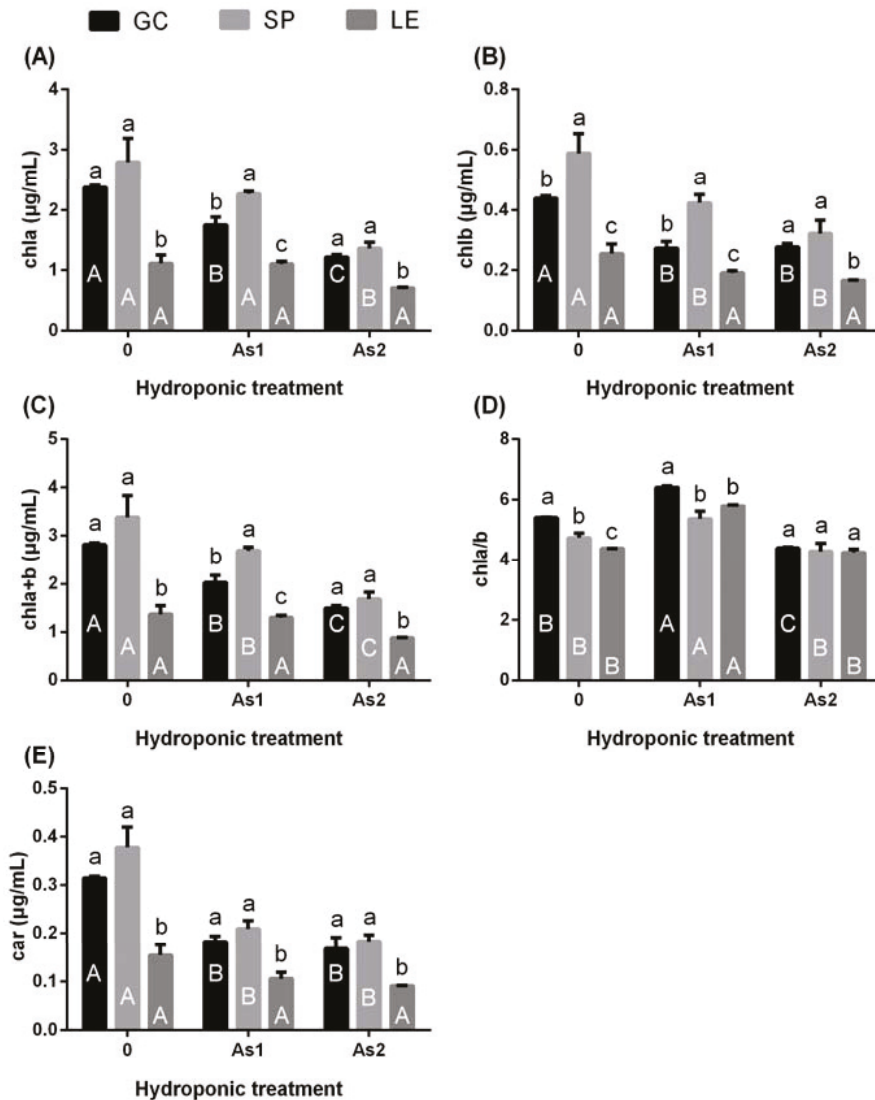 GC SP LE
(A)
chla (µg/mL)
4
3
2
1
0
a a b
b a c
a a b
A A A
B A A
C B A
0 As1 As2
Hydroponic treatment
(B)
chlb (µg/mL)
0.8
0.6
0.4
0.2
0.0
b a c
b a c
a a b
A A A
B B A
B B A
0 As1 As2
Hydroponic treatment
(C)
chla+b (µg/mL)
5
4
3
2
1
0
a a b
b a c
a a b
A A A
B B A
C C A
0 As1 As2
Hydroponic treatment
(D)
chla/b
8
6
4
2
0
a b c
a b b
a a a
B B B
A A A
C B B
0 As1 As2
Hydroponic treatment
(E)
car (µg/mL)
0.5
0.4
0.3
0.2
0.1
0.0
a a b
a a b
a a b
A A A
B B A
B B A
0 As1 As2
Hydroponic treatment